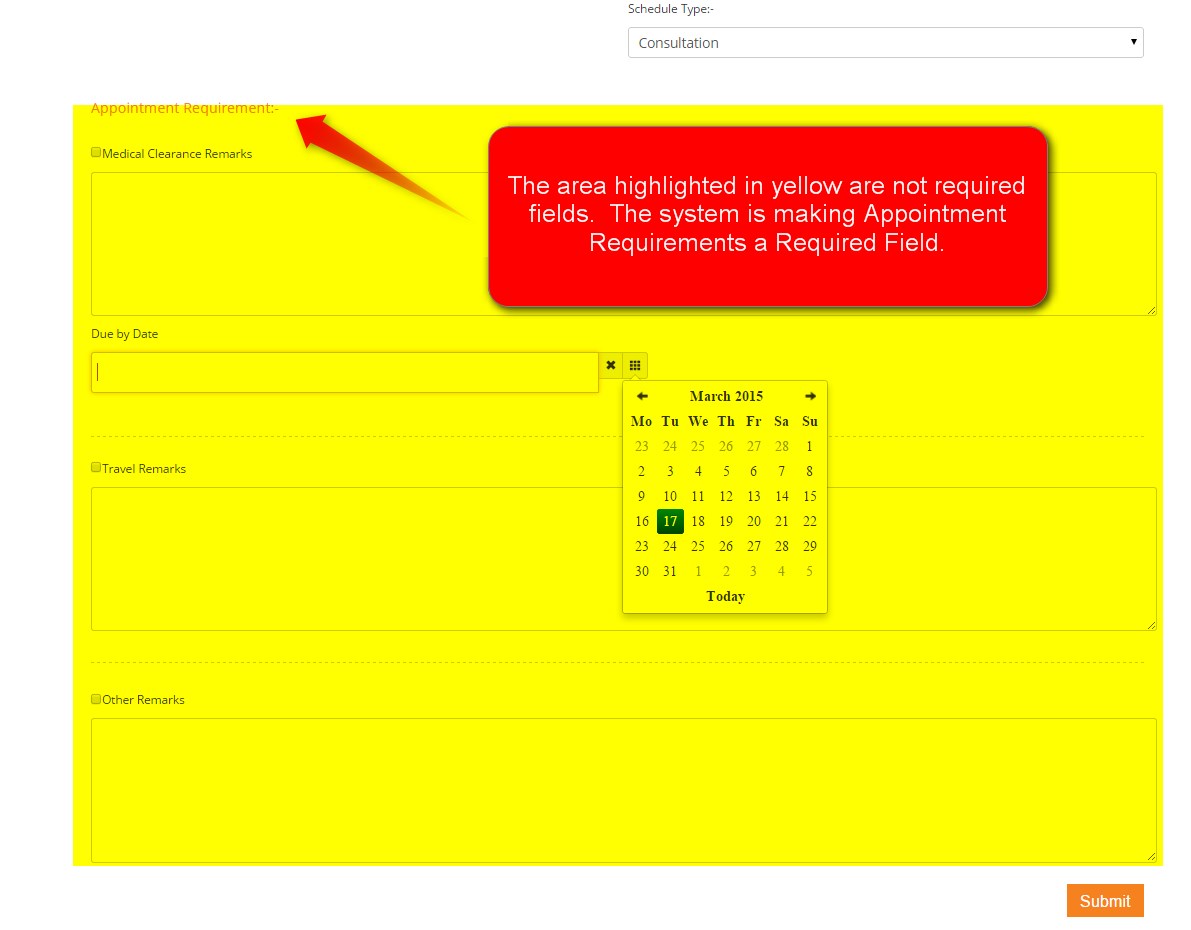 Schedule Type:-
Consultation
Appointment Requirement:-
The area highlighted in yellow are not required
fields.  The system is making Appointment
Requirements a Required Field.
Medical Clearance Remarks
Due by Date
March 2015
Mo Tu We Th Fr Sa Su
23 24 25 26 27 28 1
2 3 4 5 6 7 8
9 10 11 12 13 14 15
16 17 18 19 20 21 22
23 24 25 26 27 28 29
30 31 1 2 3 4 5
Today
Travel Remarks
Other Remarks
Submit